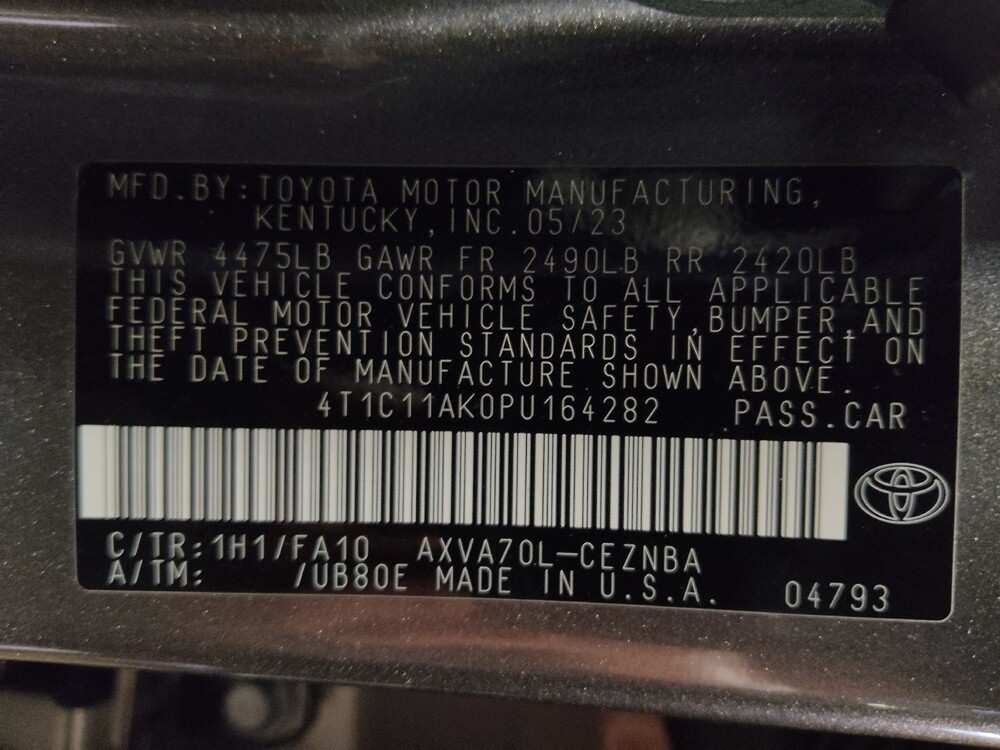 MFD.BY:TOYOTA MOTOR MANUFACTURING,
KENTUCKY,INC.05/23
GVWR 4475LB GAWR FR 2490LB RR 2420LB
THIS VEHICLE CONFORMS TO ALL APPLICABLE
FEDERAL MOTOR VEHICLE SAFETY,BUMPER,AND
THEFT PREVENTION STANDARDS IN EFFECT ON
THE DATE OF MANUFACTURE SHOWN ABOVE.
4T1C11AK0PU164282 PASS.CAR
C/TR:1H1/FA10 AXVA70L-CEZNBA
A/TM: /UB80E MADE IN U.S.A. 04793